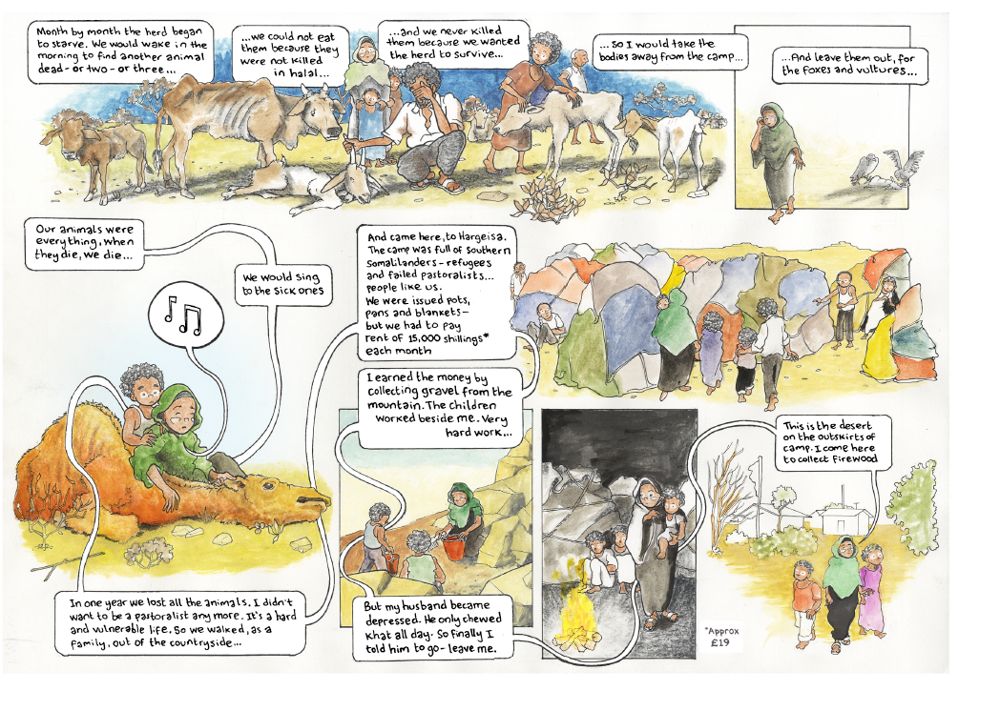 Month by month the herd began
to starve. We would wake in the
morning to find another animal
dead - or two - or three...
...we could not eat
them because they
were not killed
in halal...
...and we never killed
them because we wanted
the herd to survive...
...So I would take the
bodies away from the camp...
...And leave them out, for
the foxes and vultures...
Our animals were
everything, when
they die, we die...
We would sing
to the sick ones
In one year we lost all the animals. I didn't
want to be a pastoralist any more. It's a hard
and vulnerable life. So we walked, as a
family, out of the countryside...
And came here, to Hargeisa.
The camp was full of Southern
Somalilanders - refugees
and failed pastoralists...
people like us.
We were issued pots,
pans and blankets -
but we had to pay
rent of 15,000 shillings*
each month
I earned the money by
collecting gravel from the
mountain. The children
worked beside me. Very
hard work...
But my husband became
depressed. He only chewed
khat all day. So finally I
told him to go - leave me.
This is the desert
on the outskirts of
camp. I come here
to collect firewood
*Approx
£19